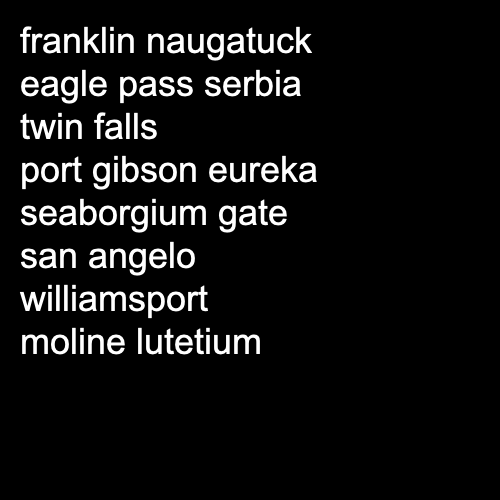 franklin naugatuck
eagle pass serbia
twin falls
port gibson eureka
seaborgium gate
san angelo
williamsport
moline lutetium